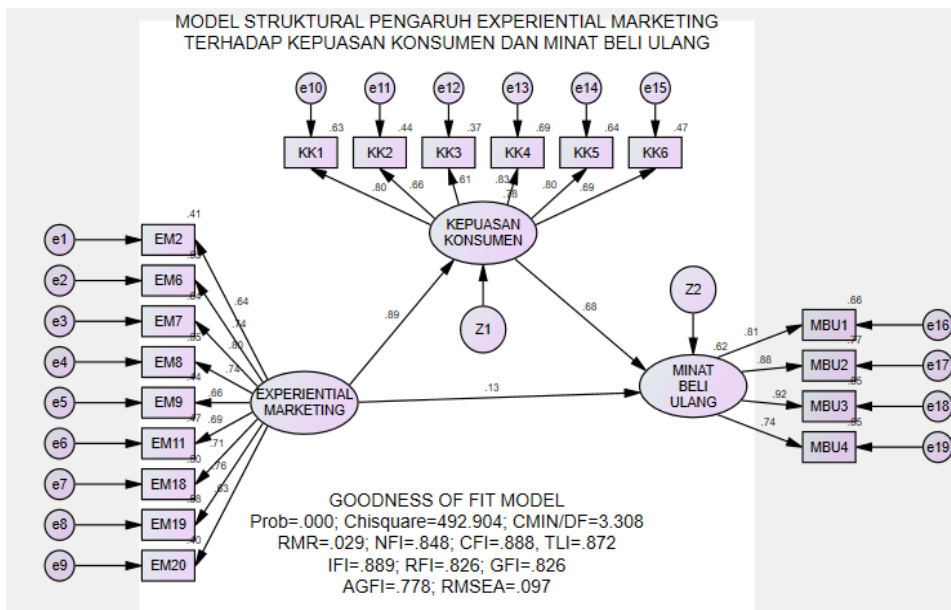 MODEL STRUKTURAL PENGARUH EXPERIENTIAL MARKETING
TERHADAP KEPUASAN KONSUMEN DAN MINAT BELI ULANG
e10 e11 e12 e13 e14 e15
.63 .44 .37 .69 .64 .47
KK1 KK2 KK3 KK4 KK5 KK6
.80 .66 .61 .83 .80 .69
.78
KEPUASAN
KONSUMEN
.41
e1 EM2
e2 EM6
e3 EM7
e4 EM8
e5 EM9
e6 EM11
e7 EM18
e8 EM19
e9 EM20
.64
.74
.80
.74
.66
.69
.71
.76
.63
EXPERIENTIAL
MARKETING
.89
Z1
.68
.13
Z2
.62
MINAT
BELI
ULANG
.81
.88
.92
.74
.66
MBU1 e16
.77
MBU2 e17
MBU3 e18
MBU4 e19
GOODNESS OF FIT MODEL
Prob=.000; Chisquare=492.904; CMIN/DF=3.308
RMR=.029; NFI=.848; CFI=.888, TLI=.872
IFI=.889; RFI=.826; GFI=.826
AGFI=.778; RMSEA=.097